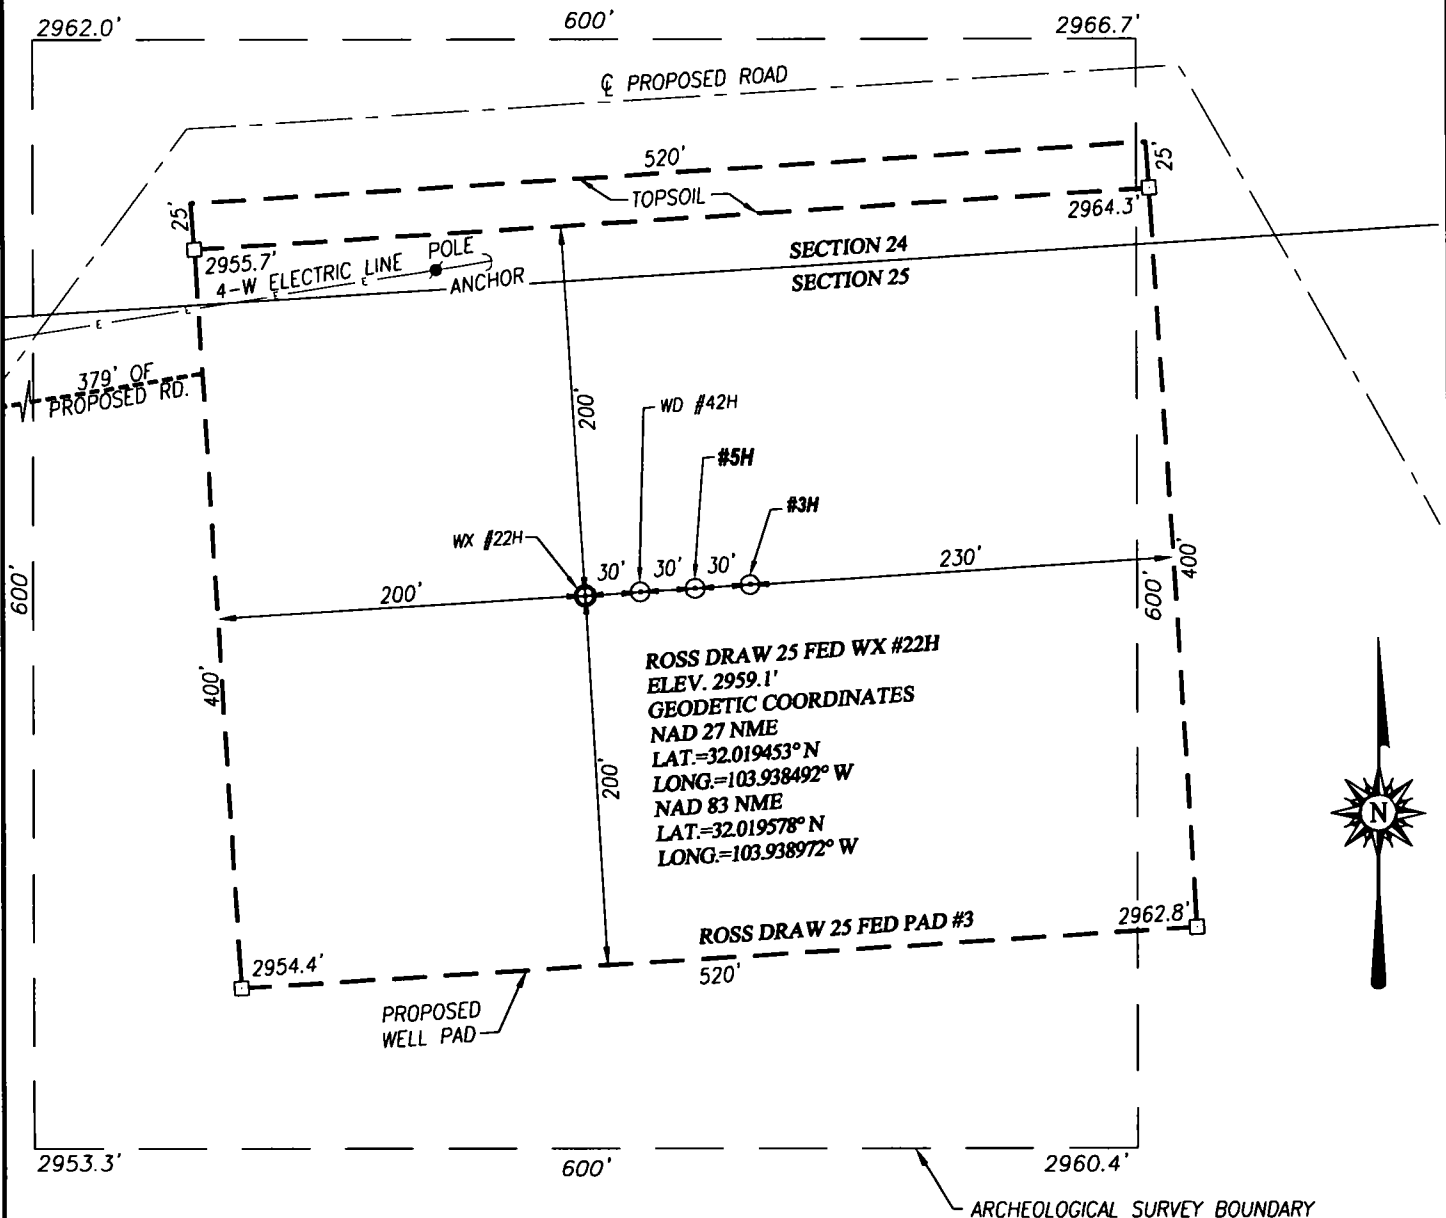 2962.0'
600'
2966.7'
℄ PROPOSED ROAD
520'
25'
25'
TOPSOIL
2964.3'
2955.7'
4-W ELECTRIC LINE
POLE
ANCHOR
SECTION 24
SECTION 25
E
E
E
E
379' OF
PROPOSED RD.
200'
WD #42H
#5H
#3H
WX #22H
30'
30'
30'
230'
400'
600'
600'
200'
400'
200'
ROSS DRAW 25 FED WX #22H
ELEV. 2959.1'
GEODETIC COORDINATES
NAD 27 NME
LAT.=32.019453° N
LONG.=103.938492° W
NAD 83 NME
LAT.=32.019578° N
LONG.=103.938972° W
N
ROSS DRAW 25 FED PAD #3
2962.8'
2954.4'
520'
PROPOSED
WELL PAD
2953.3'
600'
2960.4'
ARCHEOLOGICAL SURVEY BOUNDARY